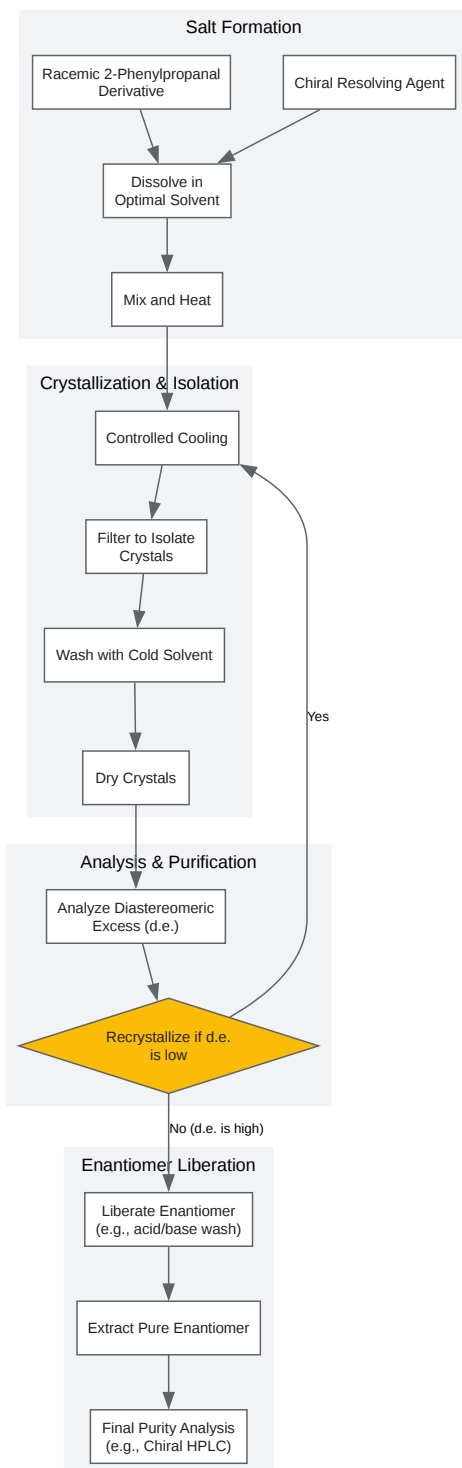 Salt Formation
Racemic 2-Phenylpropanal
Derivative
Chiral Resolving Agent
Dissolve in
Optimal Solvent
Mix and Heat
Crystallization & Isolation
Controlled Cooling
Filter to Isolate
Crystals
Wash with Cold Solvent
Yes
Dry Crystals
Analysis & Purification
Analyze Diastereomeric
Excess (d.e.)
Recrystallize if d.e.
is low
No (d.e. is high)
Enantiomer Liberation
Liberate Enantiomer
(e.g., acid/base wash)
Extract Pure Enantiomer
Final Purity Analysis
(e.g., Chiral HPLC)